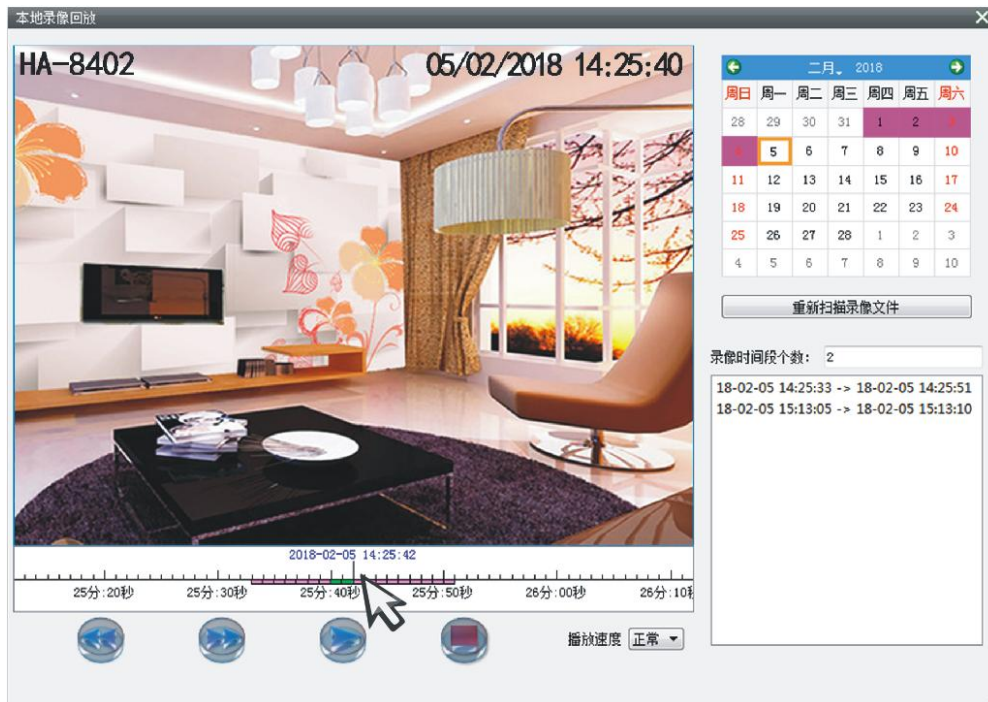 本地录像回放
HA-8402 05/02/2018 14:25:40
二月 2018
周日 周一 周二 周三 周四 周五 周六
28 29 30 31 1 2 3
4 5 6 7 8 9 10
11 12 13 14 15 16 17
18 19 20 21 22 23 24
25 26 27 28 1 2 3
4 5 6 7 8 9 10
重新扫描录像文件
录像时间段个数： 2
18-02-05 14:25:33 -> 18-02-05 14:25:51
18-02-05 15:13:05 -> 18-02-05 15:13:10
2018-02-05 14:25:42
25分:20秒 25分:30秒 25分:40秒 25分:50秒 26分:00秒 26分:10秒
播放速度 正常